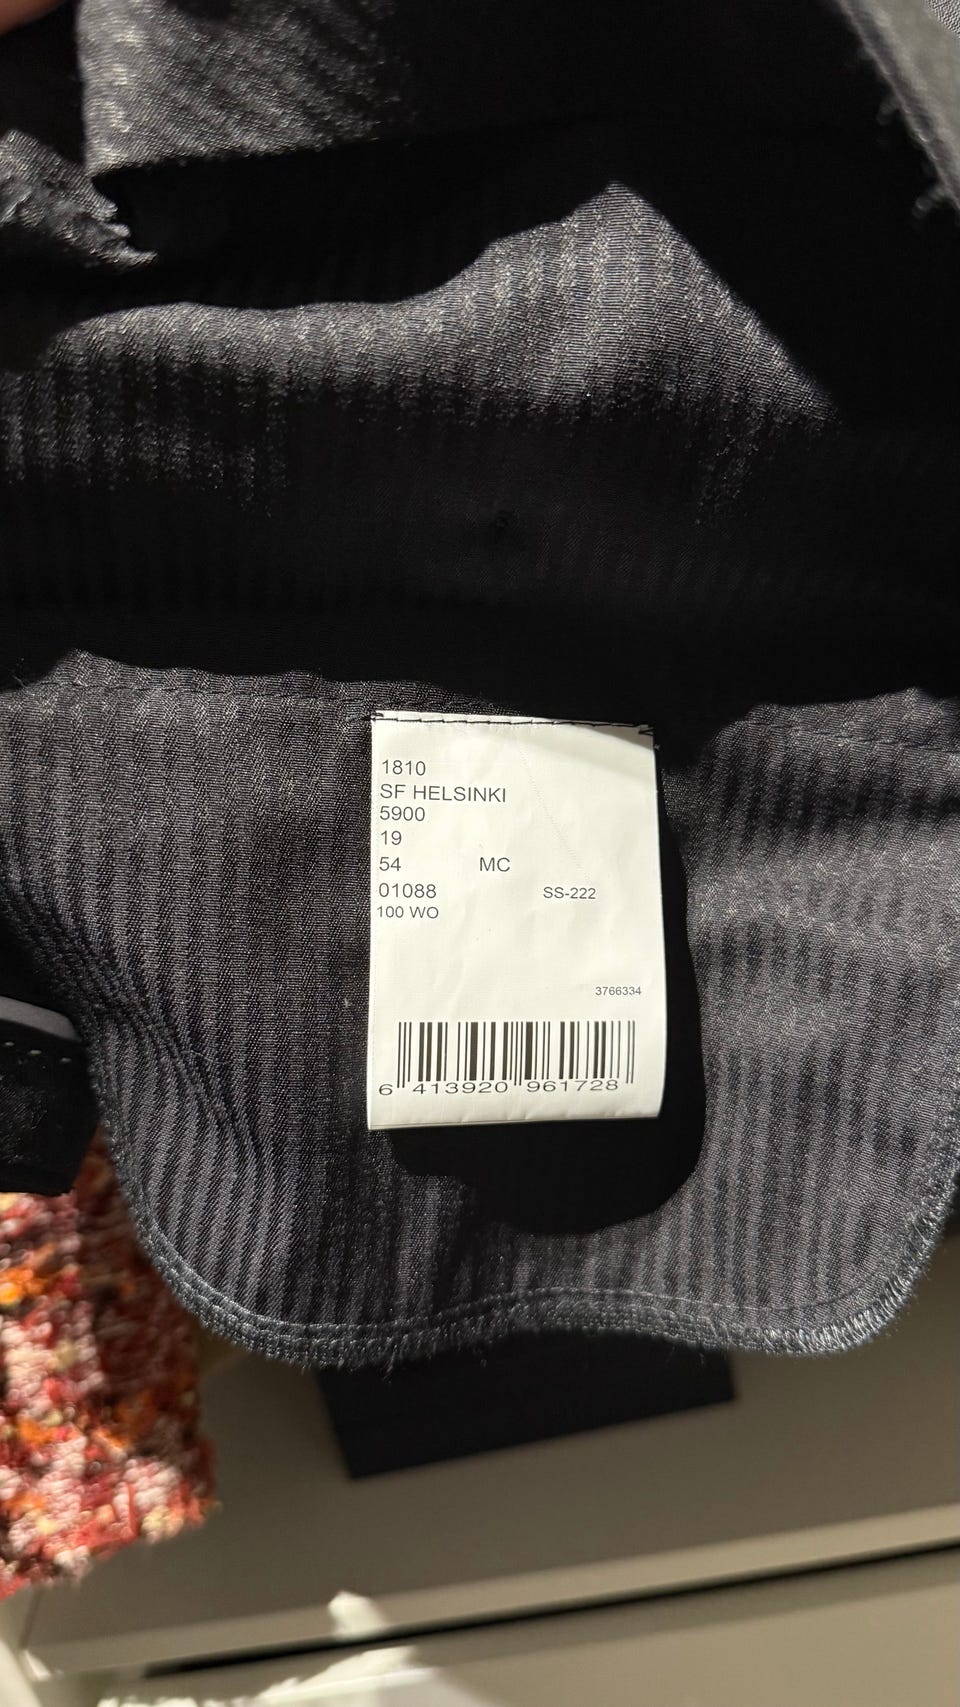 1810
SF HELSINKI
5900
19
54 MC
01088 SS-222
100 WO
3766334
6 413920 961728